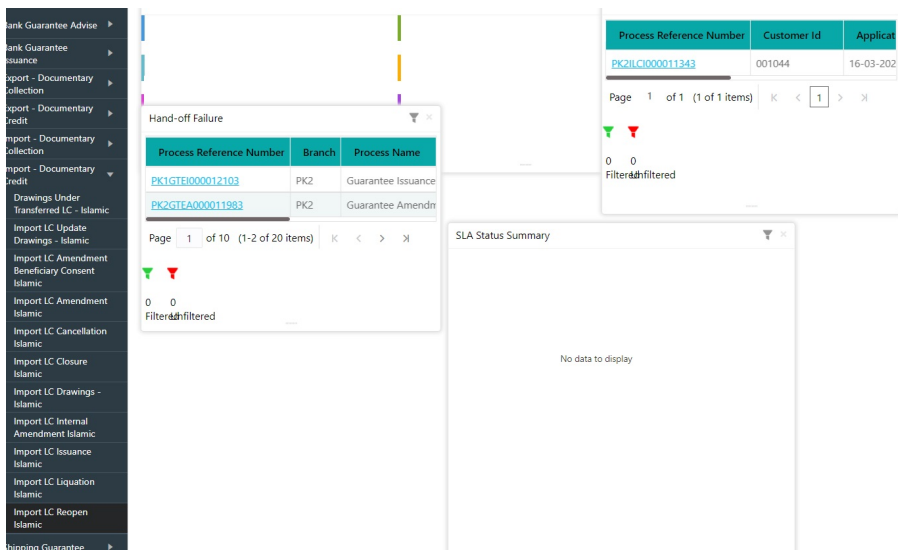 ank Guarantee Advise
ank Guarantee
ssuance
xport - Documentary
Collection
xport - Documentary
Credit
mport - Documentary
Collection
mport - Documentary
Credit
Drawings Under
Transferred LC - Islamic
Import LC Update
Drawings - Islamic
Import LC Amendment
Beneficiary Consent
Islamic
Import LC Amendment
Islamic
Import LC Cancellation
Islamic
Import LC Closure
Islamic
Import LC Drawings -
Islamic
Import LC Internal
Amendment Islamic
Import LC Issuance
Islamic
Import LC Liquation
Islamic
Import LC Reopen
Islamic
Shipping Guarantee
Hand-off Failure
Process Reference Number Branch Process Name
PK1GTEI000012103 PK2 Guarantee Issuance
PK2GTEA000011983 PK2 Guarantee Amendm
Page 1 of 10 (1-2 of 20 items)
0 0
Filtered Unfiltered
Process Reference Number Customer Id Applicat
PK2ILCI000011343 001044 16-03-202
Page 1 of 1 (1 of 1 items) 1
0 0
Filtered Unfiltered
SLA Status Summary
No data to display